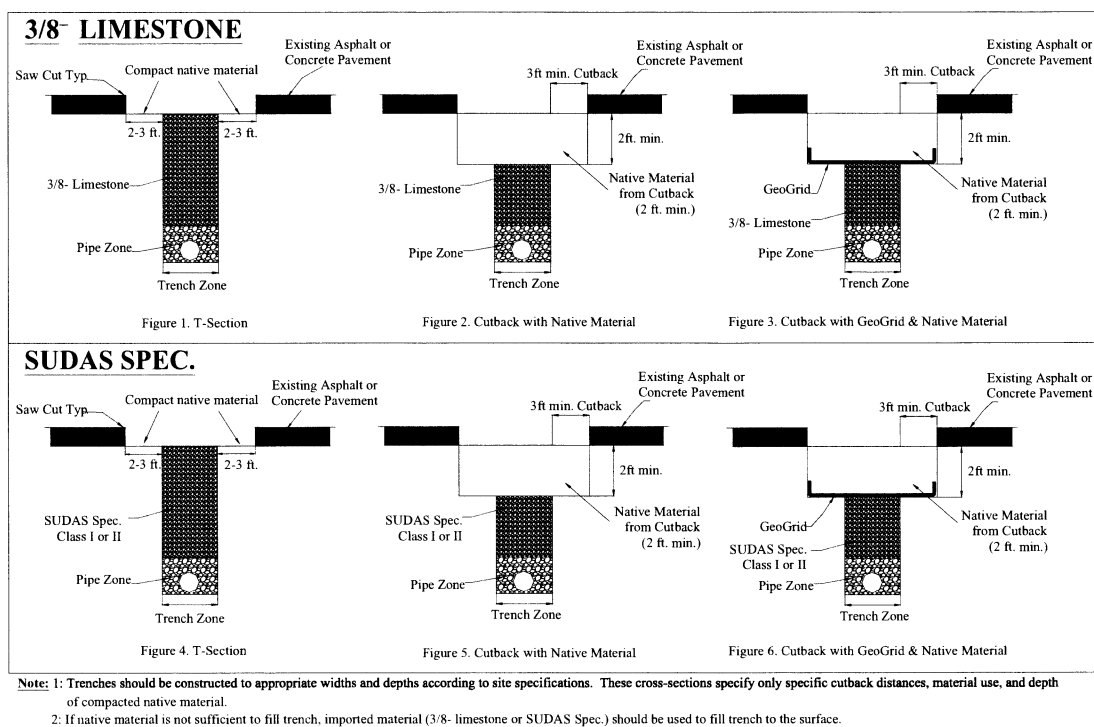 3/8- LIMESTONE
Saw Cut Typ.
Compact native material
Existing Asphalt or
Concrete Pavement
2-3 ft.
2-3 ft.
3/8- Limestone
Pipe Zone
Trench Zone
Figure 1. T-Section
3ft min. Cutback
Existing Asphalt or
Concrete Pavement
2ft. min.
3/8- Limestone
Native Material
from Cutback
(2 ft. min.)
Pipe Zone
Trench Zone
Figure 2. Cutback with Native Material
3ft min. Cutback
Existing Asphalt or
Concrete Pavement
2ft min.
GeoGrid
Native Material
from Cutback
(2 ft. min.)
3/8- Limestone
Pipe Zone
Trench Zone
Figure 3. Cutback with GeoGrid & Native Material
SUDAS SPEC.
Saw Cut Typ.
Compact native material
Existing Asphalt or
Concrete Pavement
2-3 ft.
2-3 ft.
SUDAS Spec.
Class I or II
Pipe Zone
Trench Zone
Figure 4. T-Section
3ft min. Cutback
Existing Asphalt or
Concrete Pavement
2ft min.
SUDAS Spec.
Class I or II
Native Material
from Cutback
(2 ft. min.)
Pipe Zone
Trench Zone
Figure 5. Cutback with Native Material
3ft min. Cutback
Existing Asphalt or
Concrete Pavement
2ft min.
GeoGrid
Native Material
from Cutback
(2 ft. min.)
SUDAS Spec.
Class I or II
Pipe Zone
Trench Zone
Figure 6. Cutback with GeoGrid & Native Material
Note: 1: Trenches should be constructed to appropriate widths and depths according to site specifications. These cross-sections specify only specific cutback distances, material use, and depth
of compacted native material.
2: If native material is not sufficient to fill trench, imported material (3/8- limestone or SUDAS Spec.) should be used to fill trench to the surface.